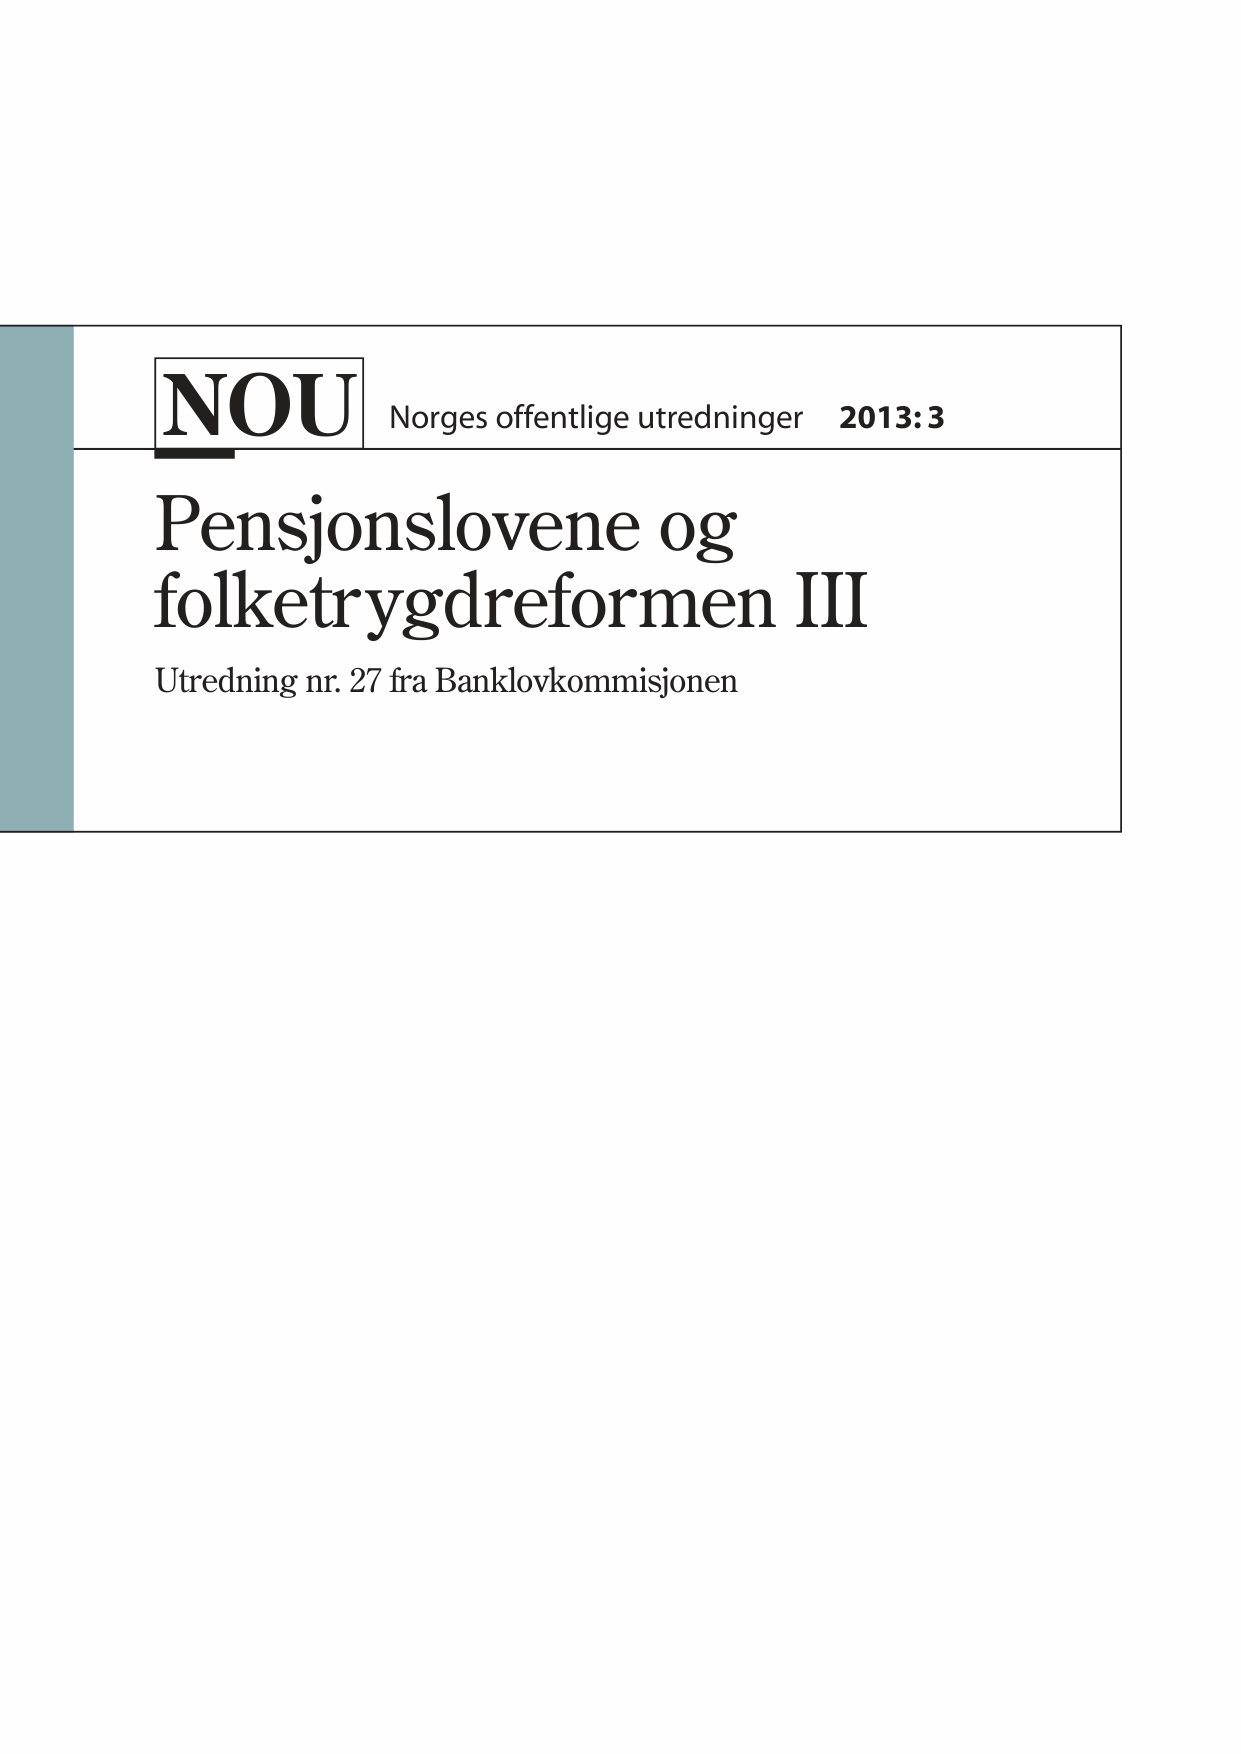 NOU Norges offentlige utredninger 2013: 3
Pensjonslovene og
folketrygdreformen III
Utredning nr. 27 fra Banklovkommisjonen